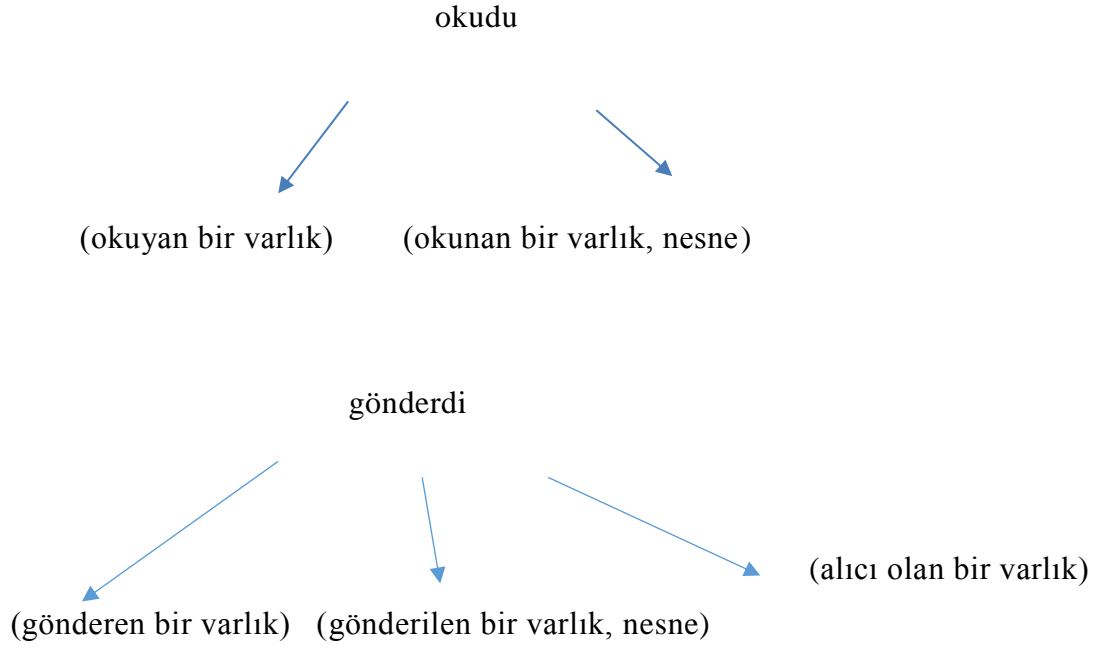 okudu
(okuyan bir varlık) (okunan bir varlık, nesne)
gönderdi
(alıcı olan bir varlık)
(gönderen bir varlık) (gönderilen bir varlık, nesne)